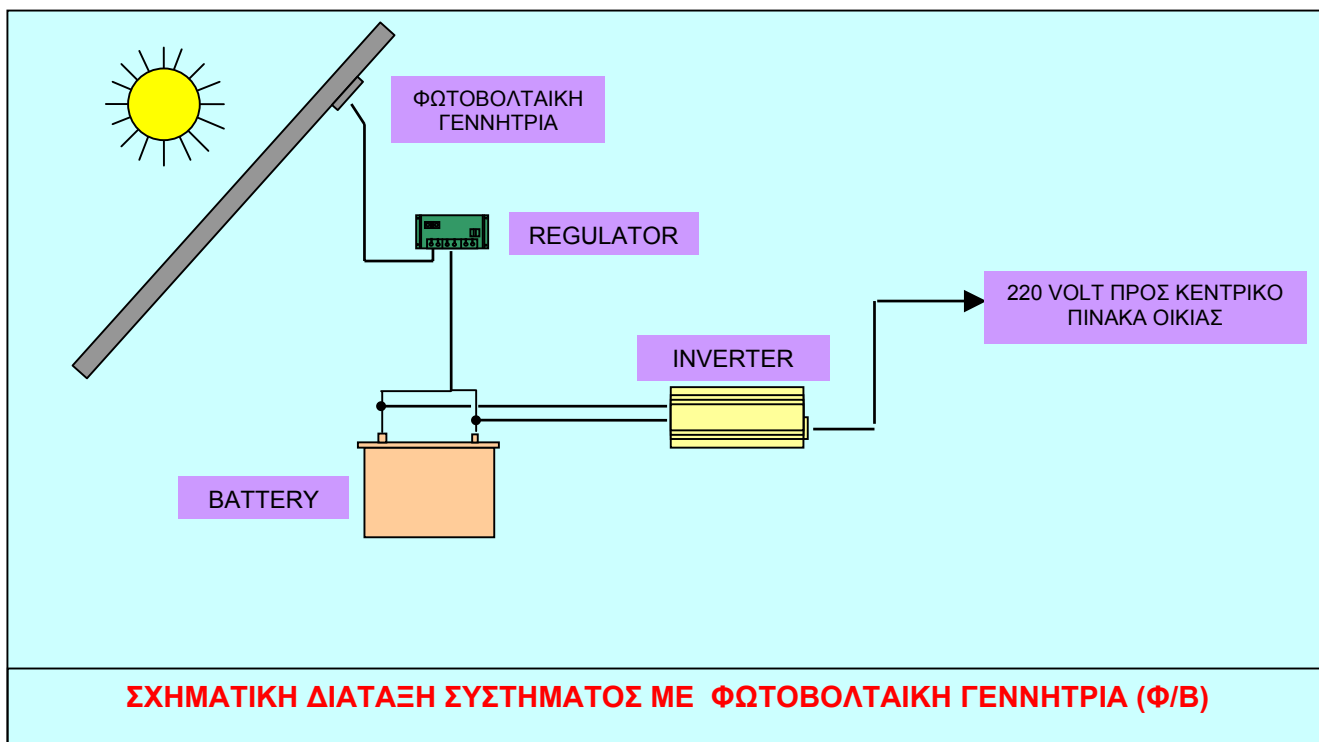 ΦΩΤΟΒΟΛΤΑΙΚΗ
ΓΕΝΝΗΤΡΙΑ
REGULATOR
220 VOLT ΠΡΟΣ ΚΕΝΤΡΙΚΟ
ΠΙΝΑΚΑ ΟΙΚΙΑΣ
INVERTER
BATTERY
ΣΧΗΜΑΤΙΚΗ ΔΙΑΤΑΞΗ ΣΥΣΤΗΜΑΤΟΣ ΜΕ ΦΩΤΟΒΟΛΤΑΙΚΗ ΓΕΝΝΗΤΡΙΑ (Φ/Β)